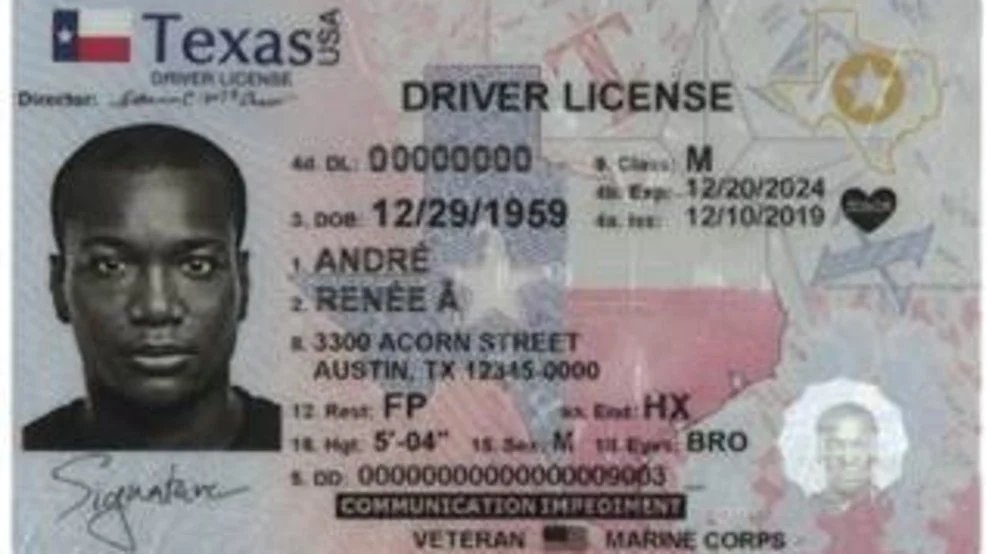 Texas USA
DRIVER LICENSE
Director:
DRIVER LICENSE
4d. DL: 00000000
9. Class: M
4b. Exp: 12/20/2024
3. DOB: 12/29/1959
4a. Iss: 12/10/2019
1. ANDRÉ
2. RENÉE Â
8. 3300 ACORN STREET
AUSTIN, TX 12345-0000
12. Rest: FP
9a. End: HX
16. Hgt: 5'-04"
15. Sex: M
18. Eyes: BRO
5. DD: 00000000000000009003
Signature
COMMUNICATION IMPEDIMENT
VETERAN MARINE CORPS